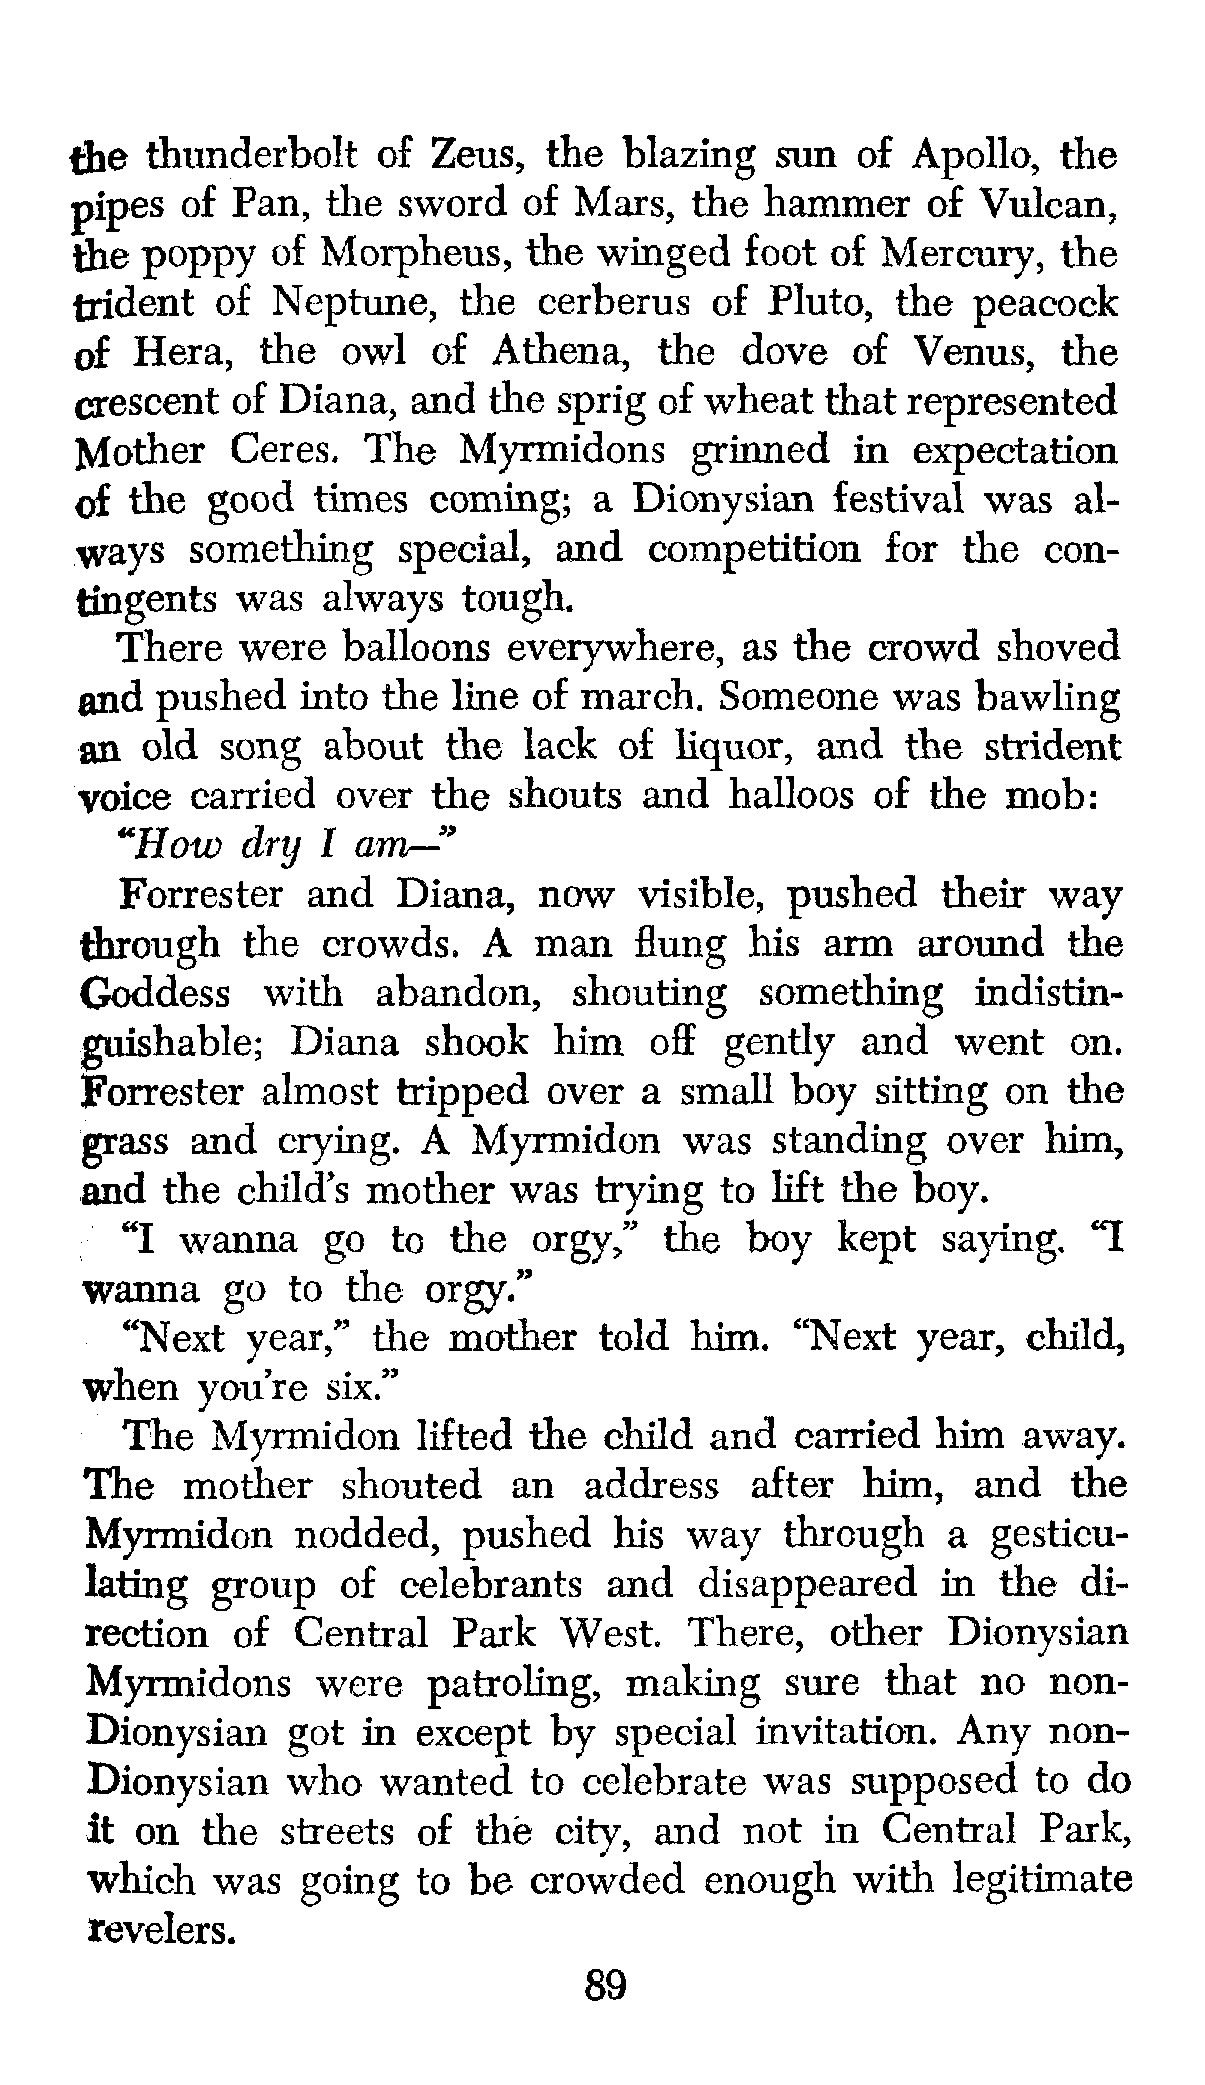 the thunderbolt of Zeus, the blazing sun of Apollo, the
pipes of Pan, the sword of Mars, the hammer of Vulcan,
the poppy of Morpheus, the winged foot of Mercury, the
trident of Neptune, the cerberus of Pluto, the peacock
of Hera, the owl of Athena, the dove of Venus, the
crescent of Diana, and the sprig of wheat that represented
Mother Ceres. The Myrmidons grinned in expectation
of the good times coming; a Dionysian festival was al-
ways something special, and competition for the con-
tingents was always tough.
There were balloons everywhere, as the crowd shoved
and pushed into the line of march. Someone was bawling
an old song about the lack of liquor, and the strident
voice carried over the shouts and halloos of the mob:
“How dry I am—”
Forrester and Diana, now visible, pushed their way
through the crowds. A man flung his arm around the
Goddess with abandon, shouting something indistin-
guishable; Diana shook him off gently and went on.
Forrester almost tripped over a small boy sitting on the
grass and crying. A Myrmidon was standing over him,
and the child's mother was trying to lift the boy.
“I wanna go to the orgy,” the boy kept saying. “I
wanna go to the orgy.”
“Next year,” the mother told him. “Next year, child,
when you're six.”
The Myrmidon lifted the child and carried him away.
The mother shouted an address after him, and the
Myrmidon nodded, pushed his way through a gesticu-
lating group of celebrants and disappeared in the di-
rection of Central Park West. There, other Dionysian
Myrmidons were patroling, making sure that no non-
Dionysian got in except by special invitation. Any non-
Dionysian who wanted to celebrate was supposed to do
it on the streets of the city, and not in Central Park,
which was going to be crowded enough with legitimate
revelers.
89